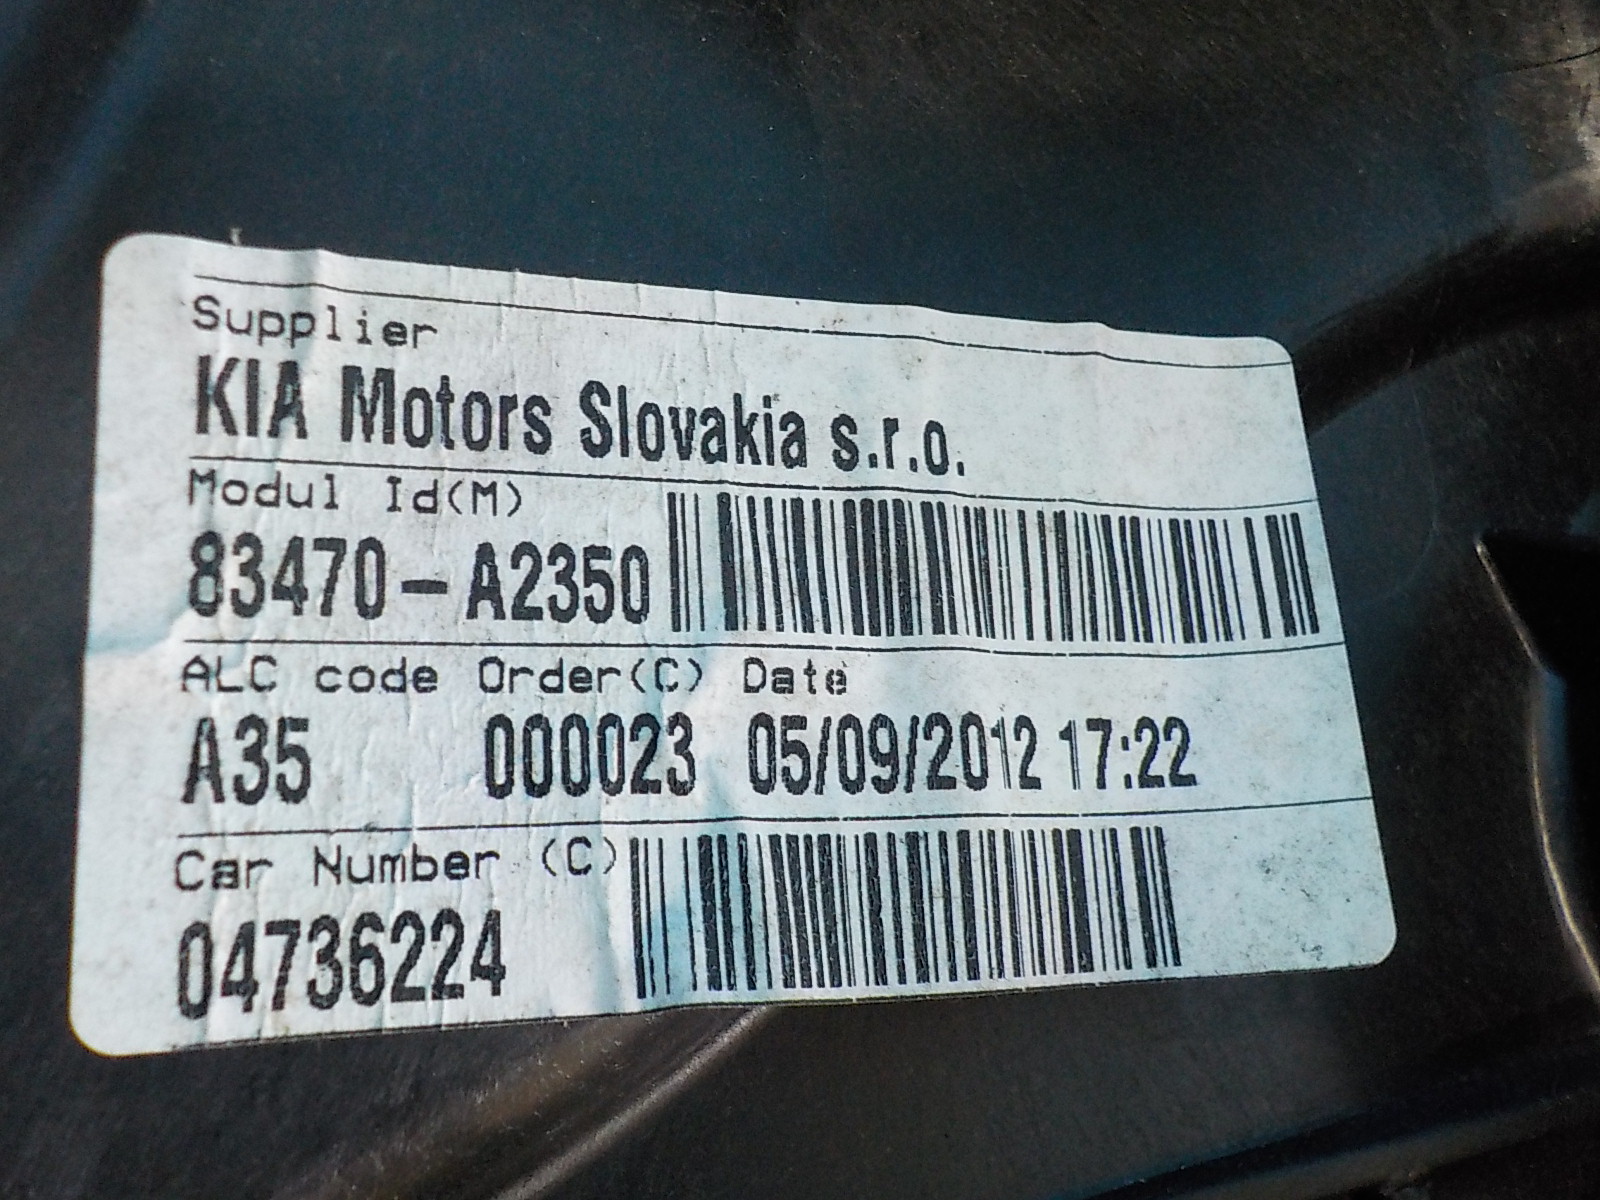 Supplier
KIA Motors Slovakia s.r.o.
Modul Id(M)
83470-A2350
ALC code Order(C) Date
A35 000023 05/09/2012 17:22
Car Number (C)
04736224